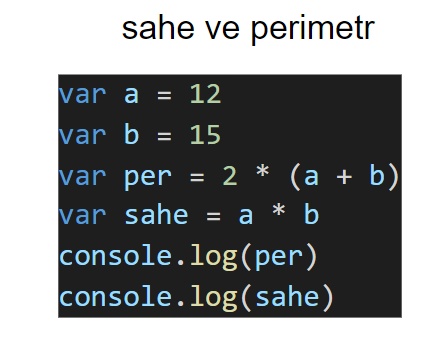 sahe ve perimetr
var a = 12
var b = 15
var per = 2 * (a + b)
var sahe = a * b
console.log(per)
console.log(sahe)